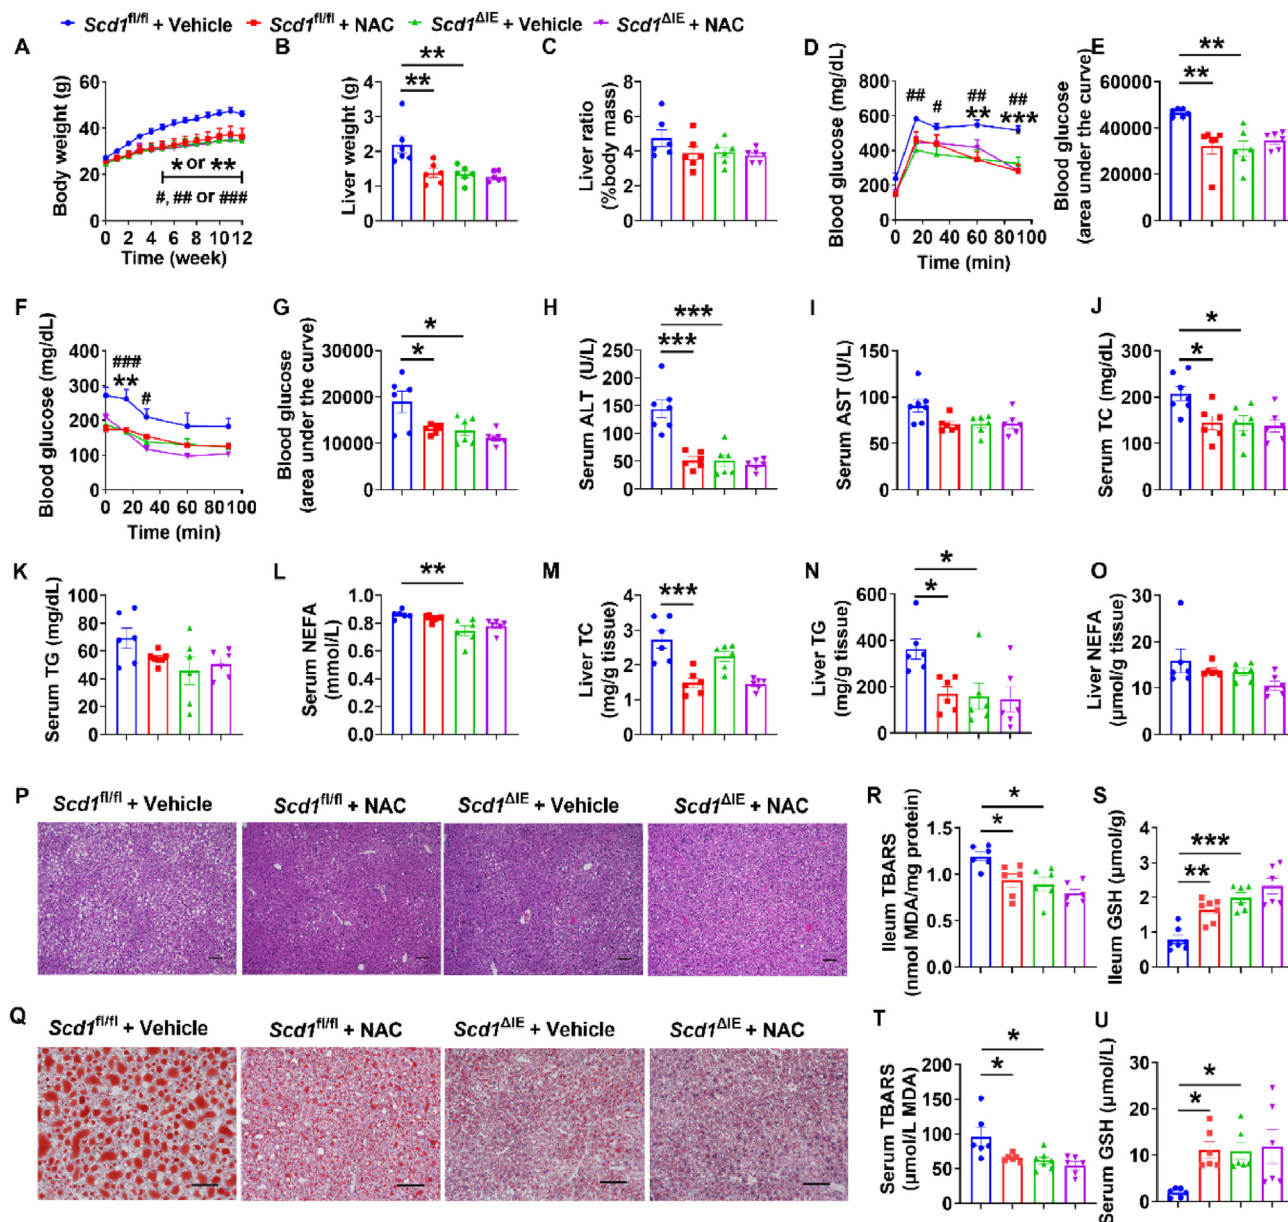 Scd1fl/fl + Vehicle Scd1fl/fl + NAC Scd1ΔIE + Vehicle Scd1ΔIE + NAC
A
Body weight (g)
60
40
20
0
* or **
#, ## or ###
0 2 4 6 8 10 12
Time (week)
B
Liver weight (g)
4
3
2
1
0
**
**
C
Liver ratio
(%body mass)
8
6
4
2
0
D
Blood glucose (mg/dL)
800
600
400
200
0
## # ## ##
** ***
0 20 40 60 80 100
Time (min)
E
Blood glucose
(area under the curve)
60000
40000
20000
0
**
**
F
Blood glucose (mg/dL)
400
300
200
100
0
###
** #
0 20 40 60 80 100
Time (min)
G
Blood glucose
(area under the curve)
30000
20000
10000
0
*
*
H
Serum ALT (U/L)
250
200
150
100
50
0
***
***
I
Serum AST (U/L)
150
100
50
0
J
Serum TC (mg/dL)
300
200
100
0
*
*
K
Serum TG (mg/dL)
100
80
60
40
20
0
L
Serum NEFA
(mmol/L)
1.0
0.8
0.6
0.4
0.2
0.0
**
M
Liver TC
(mg/g tissue)
4
3
2
1
0
***
N
Liver TG
(mg/g tissue)
600
400
200
0
*
*
O
Liver NEFA
(μmol/g tissue)
30
20
10
0
P
Scd1fl/fl + Vehicle Scd1fl/fl + NAC Scd1ΔIE + Vehicle Scd1ΔIE + NAC
R
Ileum TBARS
(nmol MDA/mg protein)
1.5
1.0
0.5
0.0
*
*
S
Ileum GSH (μmol/g)
4
3
2
1
0
***
**
Q
Scd1fl/fl + Vehicle Scd1fl/fl + NAC Scd1ΔIE + Vehicle Scd1ΔIE + NAC
T
Serum TBARS
(μmol/L MDA)
200
150
100
50
0
*
*
U
Serum GSH (μmol/L)
30
20
10
0
*
*